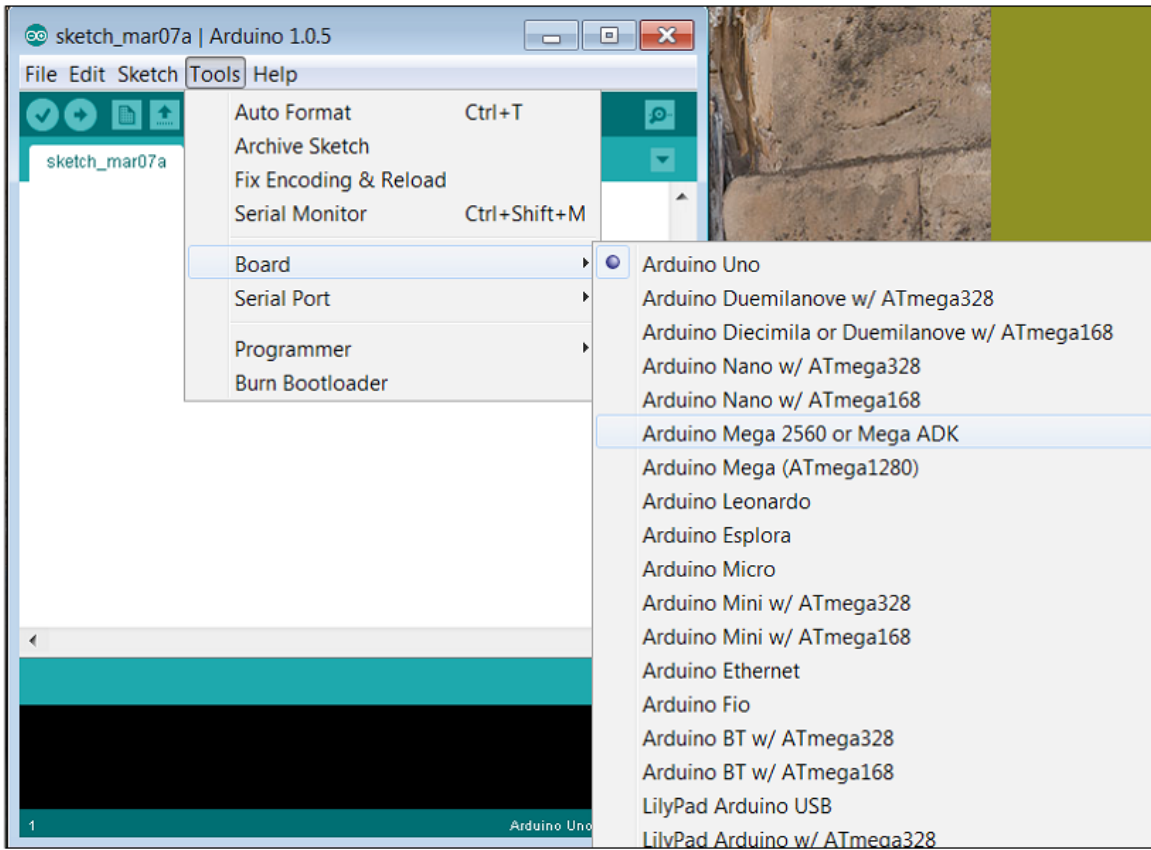 sketch_mar07a | Arduino 1.0.5
File Edit Sketch Tools Help
Auto Format Ctrl+T
Archive Sketch
Fix Encoding & Reload
Serial Monitor Ctrl+Shift+M
Board
Serial Port
Programmer
Burn Bootloader
sketch_mar07a
Arduino Uno
Arduino Duemilanove w/ ATmega328
Arduino Diecimila or Duemilanove w/ ATmega168
Arduino Nano w/ ATmega328
Arduino Nano w/ ATmega168
Arduino Mega 2560 or Mega ADK
Arduino Mega (ATmega1280)
Arduino Leonardo
Arduino Esplora
Arduino Micro
Arduino Mini w/ ATmega328
Arduino Mini w/ ATmega168
Arduino Ethernet
Arduino Fio
Arduino BT w/ ATmega328
Arduino BT w/ ATmega168
LilyPad Arduino USB
LilyPad Arduino w/ ATmega328
1 Arduino Uno